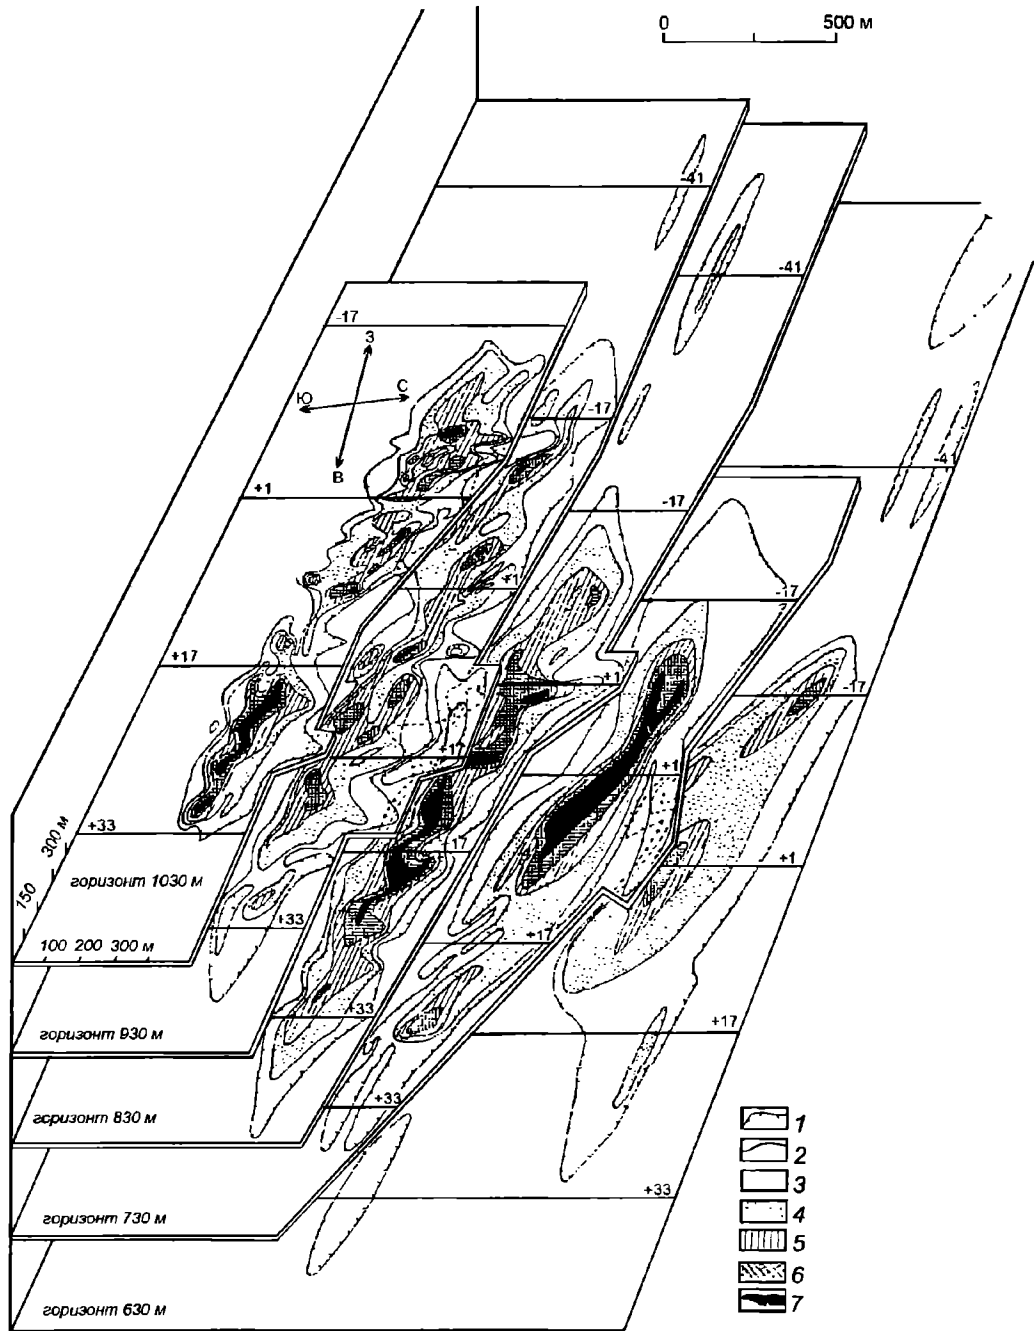 0 500 м
-41
-41
-17
З
Ю С
В
-17
-41
+1
-17
+1
-17
+17
+1
-17
+17
+1
+33
-17
+1
300 м
горизонт 1030 м
150
+33
+17
100 200 300 м
+33
+17
горизонт 930 м
+33
горизонт 830 м
+33
горизонт 730 м
горизонт 630 м
1
2
3
4
5
6
7